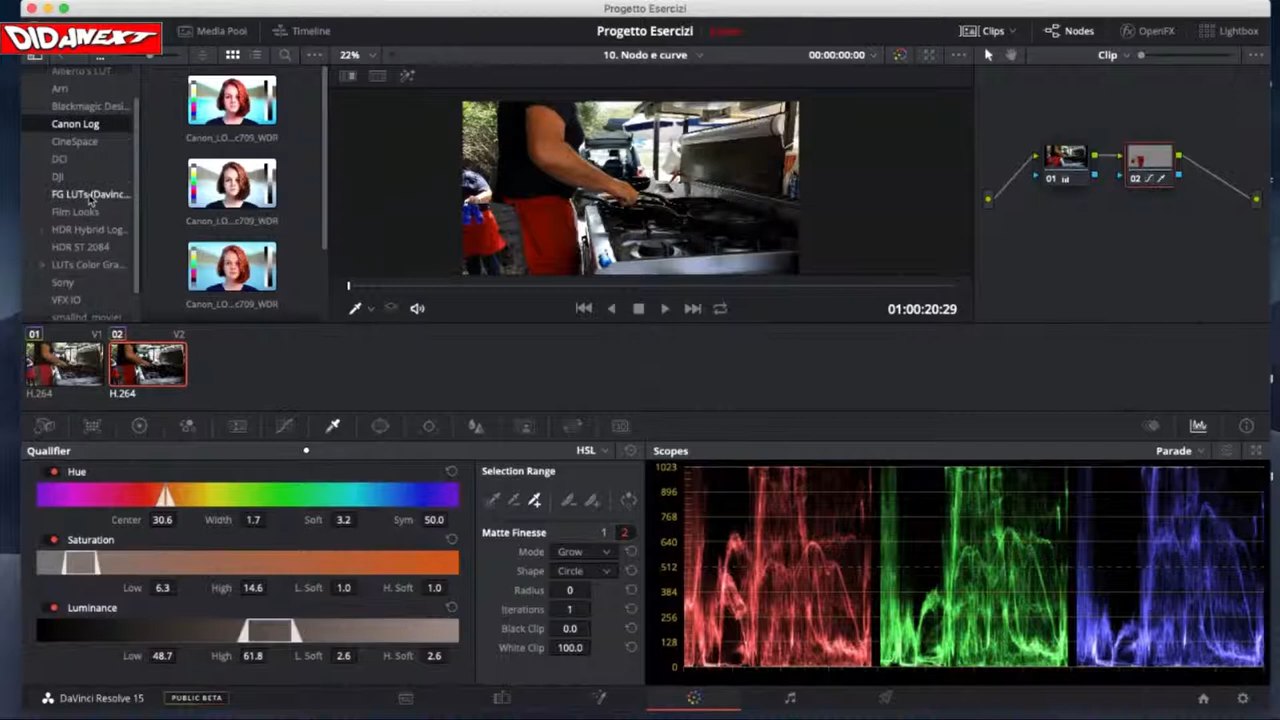 Progetto Esercizi
DIDANEXT
Media Pool
Timeline
Progetto Esercizi
Clips
Nodes
OpenFX
Lightbox
22%
10. Nodo e curve
00:00:00:00
Clip
Alberto's LUT
Arri
Blackmagic Desi...
Canon Log
CineSpace
DCI
DJI
FG LUTs (Davinc...
Film Looks
HDR Hybrid Log...
HDR ST 2084
LUTs Color Gra...
Sony
VFX IO
smallhd_movie!
Canon_LO...c709_WDR
Canon_LO...c709_WDR
Canon_LO...c709_WDR
01
02
01:00:20:29
01
V1
02
V2
H.264
H.264
Qualifier
HSL
Hue
Center 30.6 Width 1.7 Soft 3.2 Sym 50.0
Saturation
Low 6.3 High 14.6 L. Soft 1.0 H. Soft 1.0
Luminance
Low 48.7 High 61.8 L. Soft 2.6 H. Soft 2.6
Selection Range
Matte Finesse 1 2
Mode Grow
Shape Circle
Radius 0
Iterations 1
Black Clip 0.0
White Clip 100.0
Scopes
Parade
1023
896
768
640
512
384
256
128
0
DaVinci Resolve 15
PUBLIC BETA